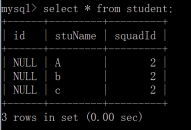 mysql> select * from student;
+------+---------+---------+
| id | stuName | squadId |
+------+---------+---------+
| NULL | A | 2 |
| NULL | b | 2 |
| NULL | c | 2 |
+------+---------+---------+
3 rows in set (0.00 sec)